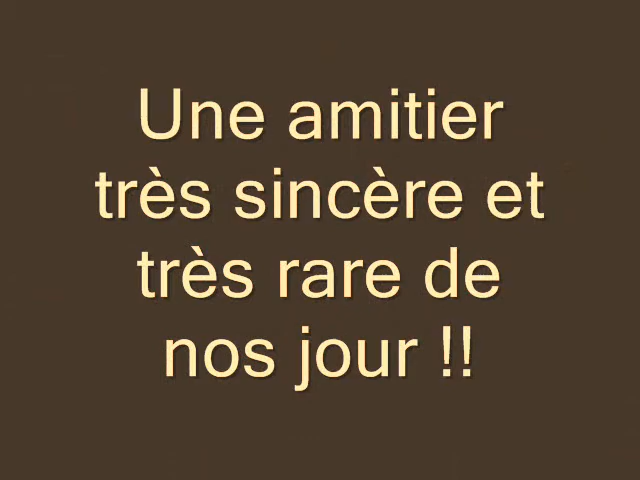 Une amitier
très sincère et
très rare de
nos jour !!